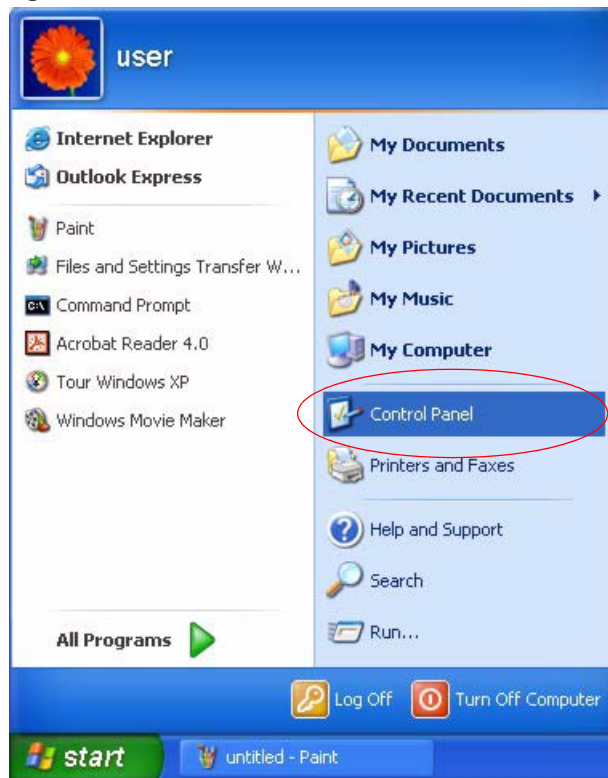 user
Internet Explorer
Outlook Express
Paint
Files and Settings Transfer W...
Command Prompt
Acrobat Reader 4.0
Tour Windows XP
Windows Movie Maker
All Programs
My Documents
My Recent Documents
My Pictures
My Music
My Computer
Control Panel
Printers and Faxes
Help and Support
Search
Run...
Log Off
Turn Off Computer
start
untitled - Paint